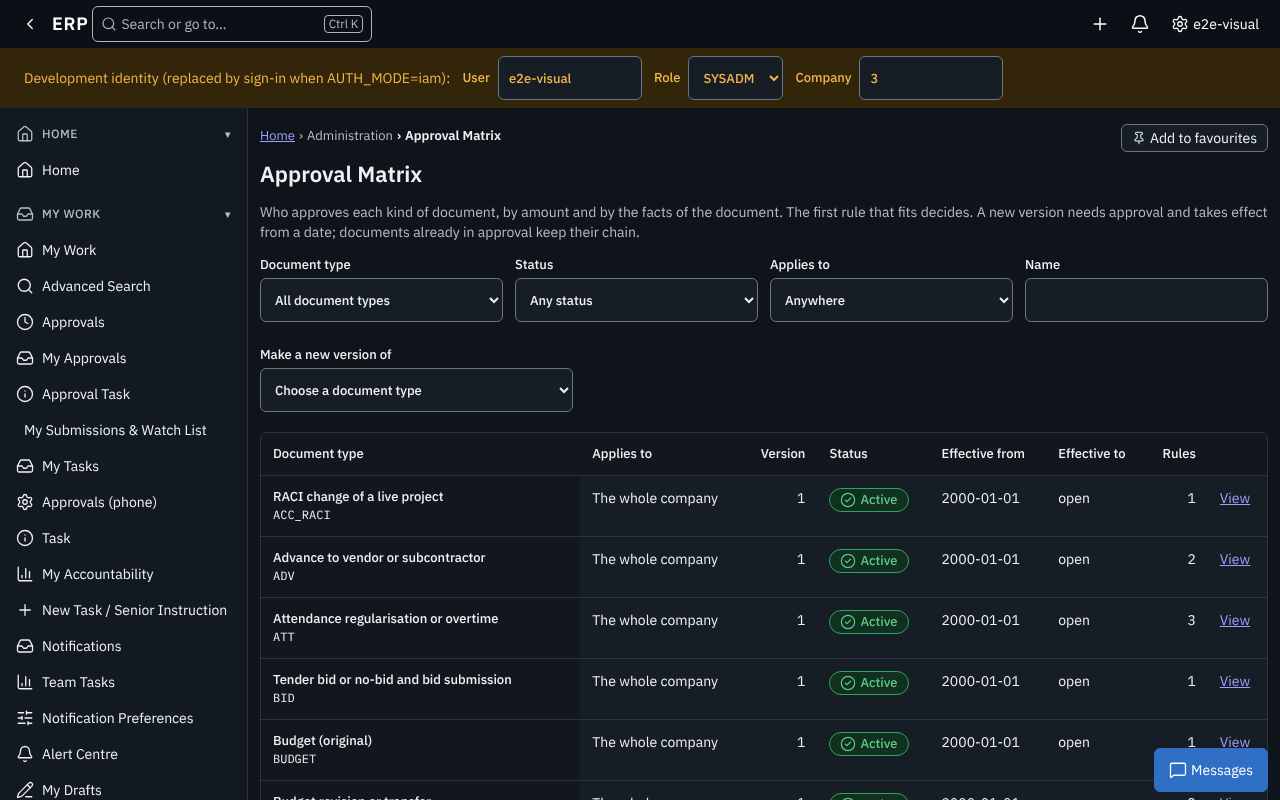 ERP
Search or go to...
Ctrl K
e2e-visual
Development identity (replaced by sign-in when AUTH_MODE=iam): User e2e-visual Role SYSADM Company 3
HOME
Home
MY WORK
My Work
Advanced Search
Approvals
My Approvals
Approval Task
My Submissions & Watch List
My Tasks
Approvals (phone)
Task
My Accountability
New Task / Senior Instruction
Notifications
Team Tasks
Notification Preferences
Alert Centre
My Drafts
Home › Administration › Approval Matrix
Add to favourites
Approval Matrix
Who approves each kind of document, by amount and by the facts of the document. The first rule that fits decides. A new version needs approval and takes effect
from a date; documents already in approval keep their chain.
Document type Status Applies to Name
All document types Any status Anywhere
Make a new version of
Choose a document type
Document type Applies to Version Status Effective from Effective to Rules
RACI change of a live project The whole company 1 Active 2000-01-01 open 1 View
ACC_RACI
Advance to vendor or subcontractor The whole company 1 Active 2000-01-01 open 2 View
ADV
Attendance regularisation or overtime The whole company 1 Active 2000-01-01 open 3 View
ATT
Tender bid or no-bid and bid submission The whole company 1 Active 2000-01-01 open 1 View
BID
Budget (original) The whole company 1 Active 2000-01-01 open 1 View
BUDGET
Messages